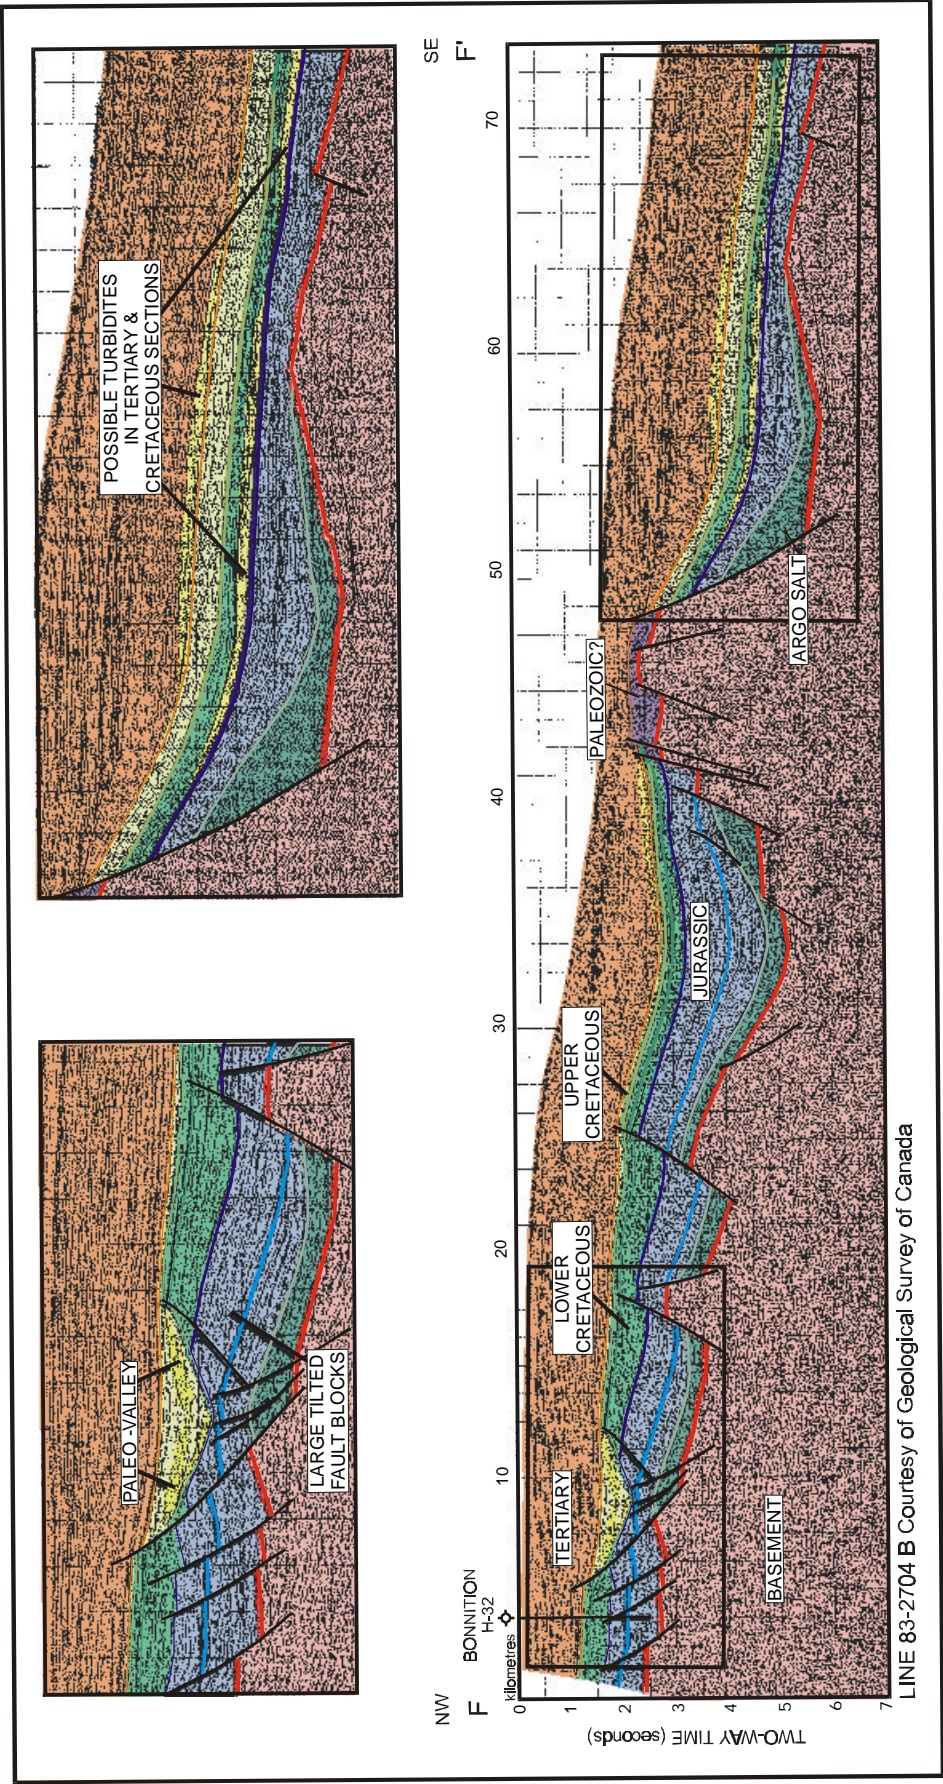 POSSIBLE TURBIDITES
IN TERTIARY &
CRETACEOUS SECTIONS
PALEO -VALLEY
LARGE TILTED
FAULT BLOCKS
NW
SE
F
F'
BONNITION
H-32
kilometres
10
20
30
40
50
60
70
0
1
2
3
4
5
6
7
TWO-WAY TIME (seconds)
TERTIARY
LOWER
CRETACEOUS
UPPER
CRETACEOUS
JURASSIC
PALEOZOIC?
ARGO SALT
BASEMENT
LINE 83-2704 B Courtesy of Geological Survey of Canada